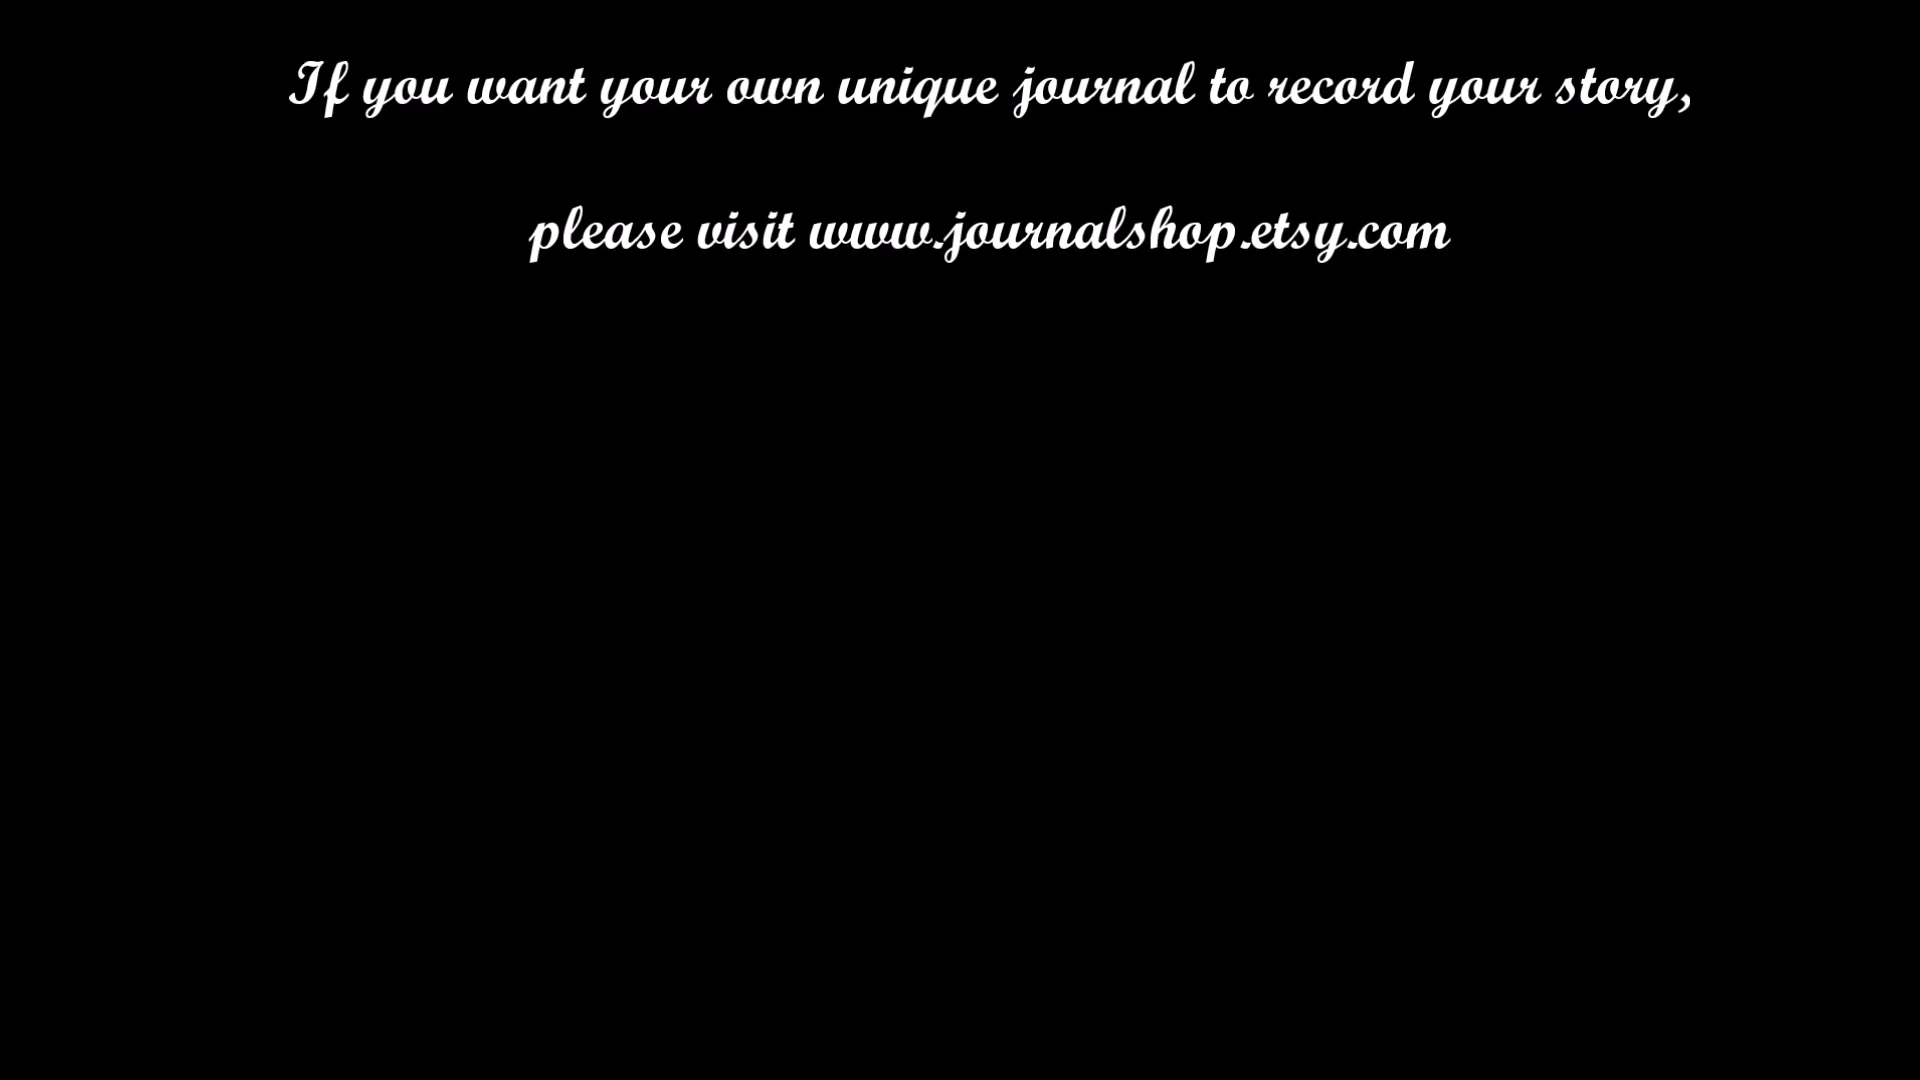 If you want your own unique journal to record your story,
please visit www.journalshop.etsy.com